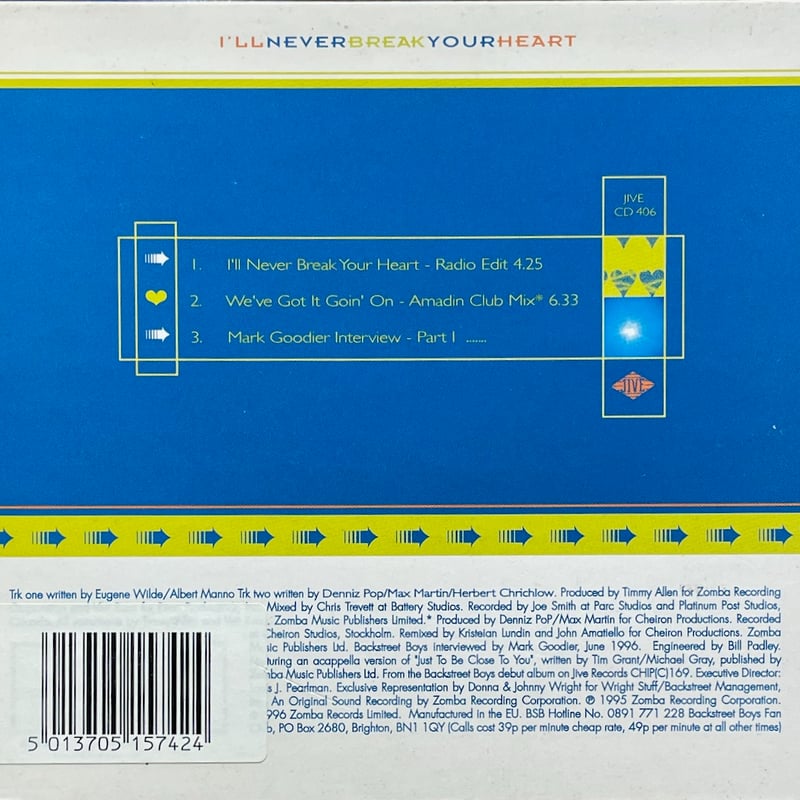 I'LLNEVERBREAKYOURHEART
JIVE
CD 406
1. I'll Never Break Your Heart - Radio Edit 4.25
2. We've Got It Goin' On - Amadin Club Mix* 6.33
3. Mark Goodier Interview - Part I .......
JIVE
Trk one written by Eugene Wilde/Albert Manno Trk two written by Denniz Pop/Max Martin/Herbert Chrichlow. Produced by Timmy Allen for Zomba Recording
Mixed by Chris Trevett at Battery Studios. Recorded by Joe Smith at Parc Studios and Platinum Post Studios,
. Zomba Music Publishers Limited.* Produced by Denniz PoP/Max Martin for Cheiron Productions. Recorded
Cheiron Studios, Stockholm. Remixed by Kristeian Lundin and John Amatiello for Cheiron Productions. Zomba
Publishers Ltd. Backstreet Boys interviewed by Mark Goodier, June 1996. Engineered by Bill Padley.
an acappella version of "Just To Be Close To You", written by Tim Grant/Michael Gray, published by
Music Publishers Ltd. From the Backstreet Boys debut album on Jive Records CHIP(C)169. Executive Director:
J. Pearlman. Exclusive Representation by Donna & Johnny Wright for Wright Stuff/Backstreet Management,
An Original Sound Recording by Zomba Recording Corporation. ℗ 1995 Zomba Recording Corporation.
96 Zomba Records Limited. Manufactured in the EU. BSB Hotline No. 0891 771 228 Backstreet Boys Fan
, PO Box 2680, Brighton, BN1 1QY (Calls cost 39p per minute cheap rate, 49p per minute at all other times)
5 013705 157424